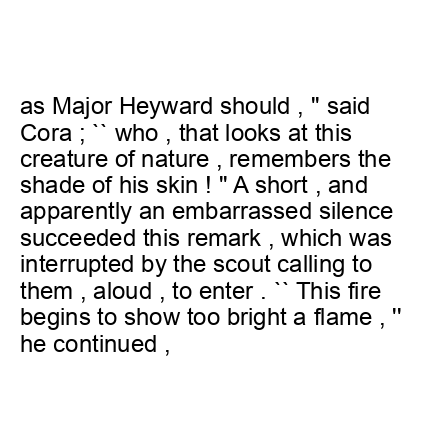 as Major Heyward should , " said
Cora ; `` who , that looks at this
creature of nature , remembers the
shade of his skin ! " A short , and
apparently an embarrassed silence
succeeded this remark , which was
interrupted by the scout calling to
them , aloud , to enter . `` This fire
begins to show too bright a flame , ''
he continued ,